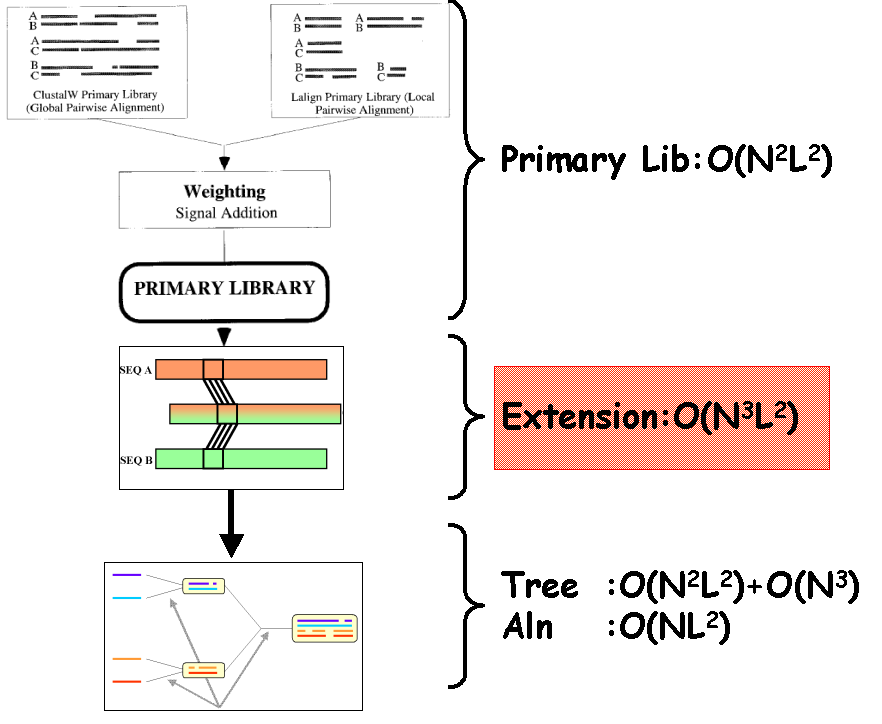 A
B
A
C
B
C
ClustalW Primary Library
(Global Pairwise Alignment)
A
B
A
B
A
C
B
C
B
C
Lalign Primary Library (Local
Pairwise Alignment)
Primary Lib:O(N²L²)
Weighting
Signal Addition
PRIMARY LIBRARY
SEQ A
SEQ B
Extension:O(N³L²)
Tree :O(N²L²)+O(N³)
Aln :O(NL²)